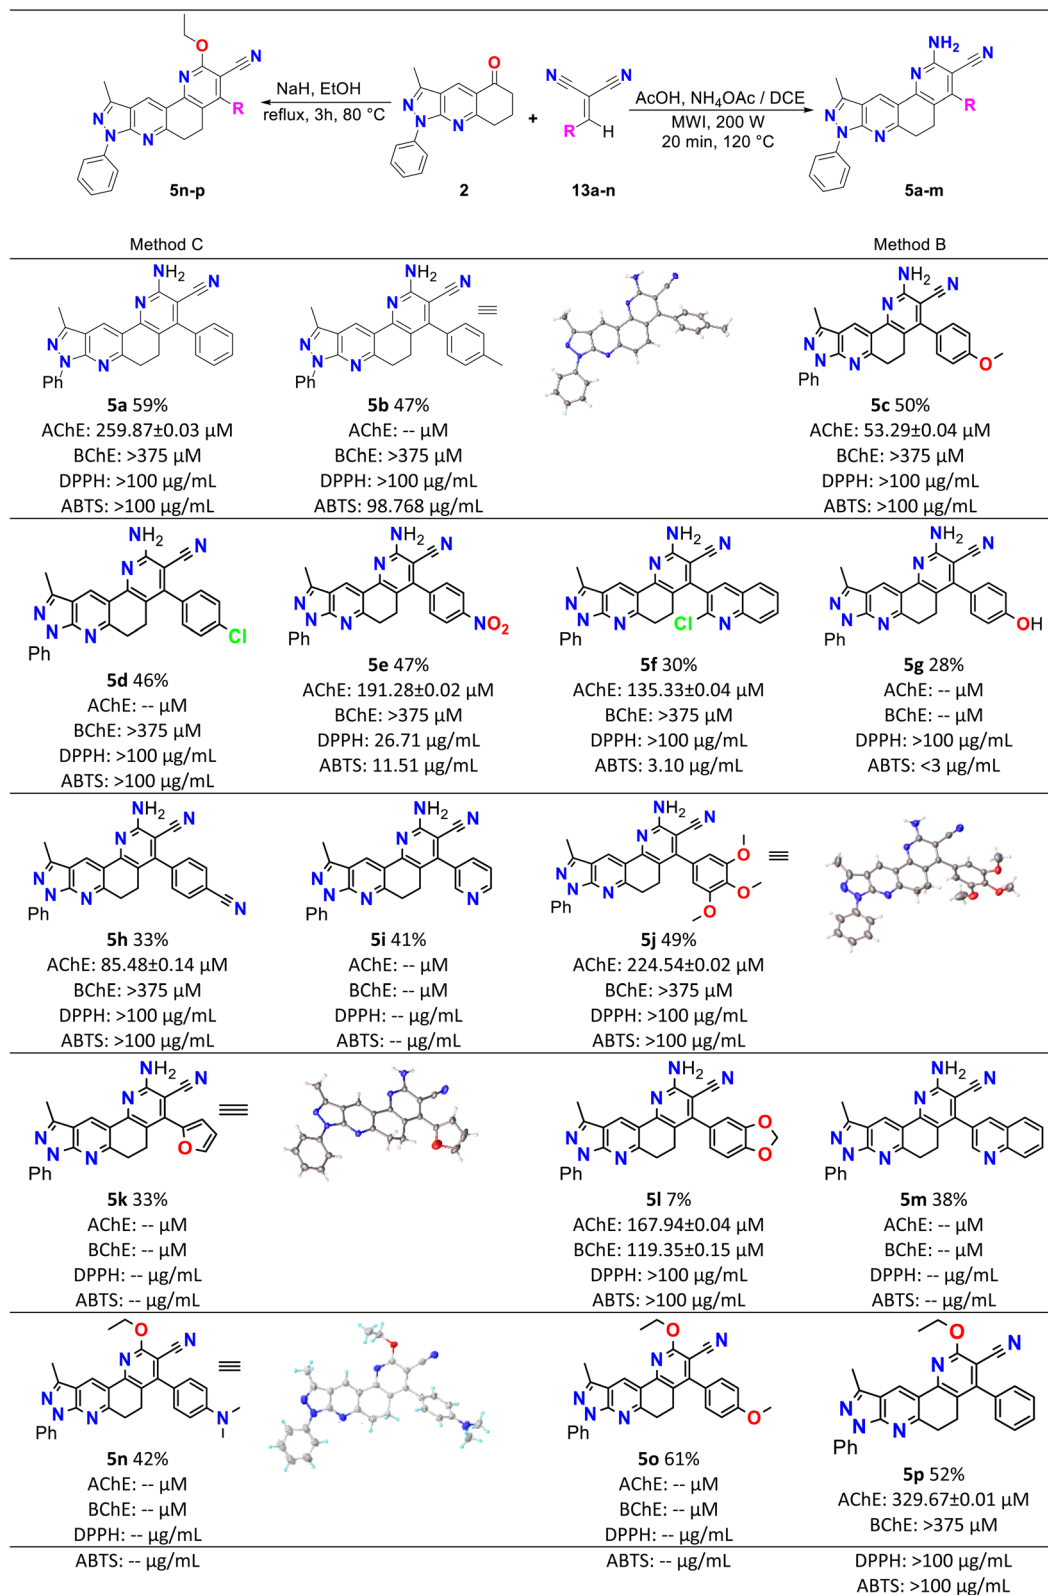 NaH, EtOH
reflux, 3h, 80 °C
AcOH, NH4OAc / DCE
MWI, 200 W
20 min, 120 °C
5n-p
2
13a-n
5a-m
Method C
Method B
5a 59%
AChE: 259.87±0.03 µM
BChE: >375 µM
DPPH: >100 µg/mL
ABTS: >100 µg/mL
5b 47%
AChE: -- µM
BChE: >375 µM
DPPH: >100 µg/mL
ABTS: 98.768 µg/mL
5c 50%
AChE: 53.29±0.04 µM
BChE: >375 µM
DPPH: >100 µg/mL
ABTS: >100 µg/mL
5d 46%
AChE: -- µM
BChE: >375 µM
DPPH: >100 µg/mL
ABTS: >100 µg/mL
5e 47%
AChE: 191.28±0.02 µM
BChE: >375 µM
DPPH: 26.71 µg/mL
ABTS: 11.51 µg/mL
5f 30%
AChE: 135.33±0.04 µM
BChE: >375 µM
DPPH: >100 µg/mL
ABTS: 3.10 µg/mL
5g 28%
AChE: -- µM
BChE: -- µM
DPPH: >100 µg/mL
ABTS: <3 µg/mL
5h 33%
AChE: 85.48±0.14 µM
BChE: >375 µM
DPPH: >100 µg/mL
ABTS: >100 µg/mL
5i 41%
AChE: -- µM
BChE: -- µM
DPPH: -- µg/mL
ABTS: -- µg/mL
5j 49%
AChE: 224.54±0.02 µM
BChE: >375 µM
DPPH: >100 µg/mL
ABTS: >100 µg/mL
5k 33%
AChE: -- µM
BChE: -- µM
DPPH: -- µg/mL
ABTS: -- µg/mL
5l 7%
AChE: 167.94±0.04 µM
BChE: 119.35±0.15 µM
DPPH: >100 µg/mL
ABTS: >100 µg/mL
5m 38%
AChE: -- µM
BChE: -- µM
DPPH: -- µg/mL
ABTS: -- µg/mL
5n 42%
AChE: -- µM
BChE: -- µM
DPPH: -- µg/mL
ABTS: -- µg/mL
5o 61%
AChE: -- µM
BChE: -- µM
DPPH: -- µg/mL
ABTS: -- µg/mL
5p 52%
AChE: 329.67±0.01 µM
BChE: >375 µM
DPPH: >100 µg/mL
ABTS: >100 µg/mL